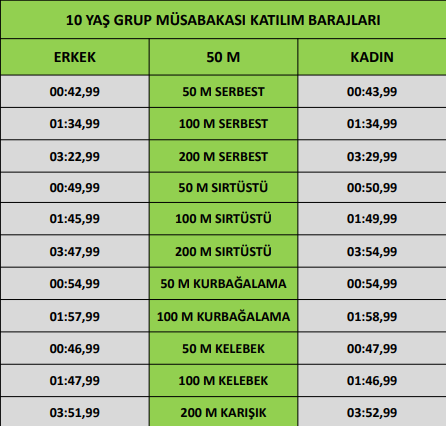 10 YAŞ GRUP MÜSABAKASI KATILIM BARAJLARI
ERKEK 50 M KADIN
00:42,99 50 M SERBEST 00:43,99
01:34,99 100 M SERBEST 01:34,99
03:22,99 200 M SERBEST 03:29,99
00:49,99 50 M SIRTÜSTÜ 00:50,99
01:45,99 100 M SIRTÜSTÜ 01:49,99
03:47,99 200 M SIRTÜSTÜ 03:54,99
00:54,99 50 M KURBAĞALAMA 00:54,99
01:57,99 100 M KURBAĞALAMA 01:58,99
00:46,99 50 M KELEBEK 00:47,99
01:47,99 100 M KELEBEK 01:46,99
03:51,99 200 M KARIŞIK 03:52,99